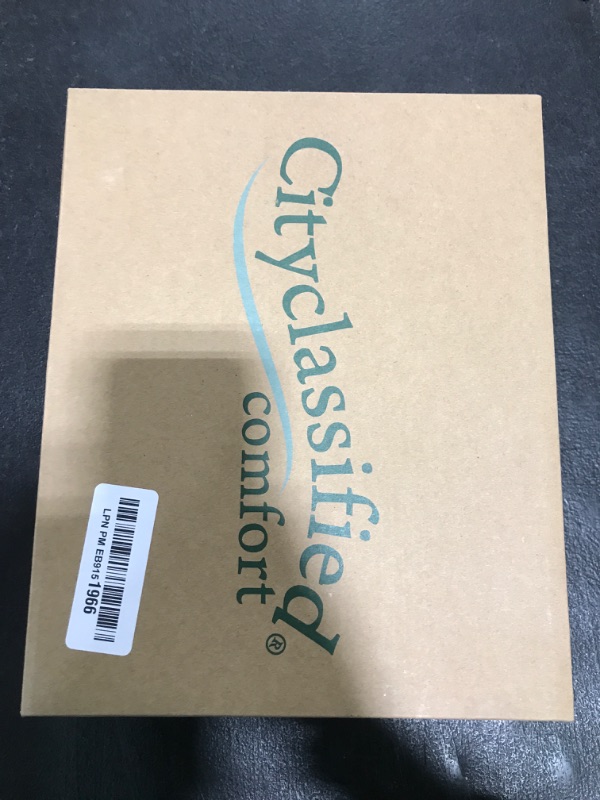 Cityclassified
comfort®
LPN PM EB915 1966